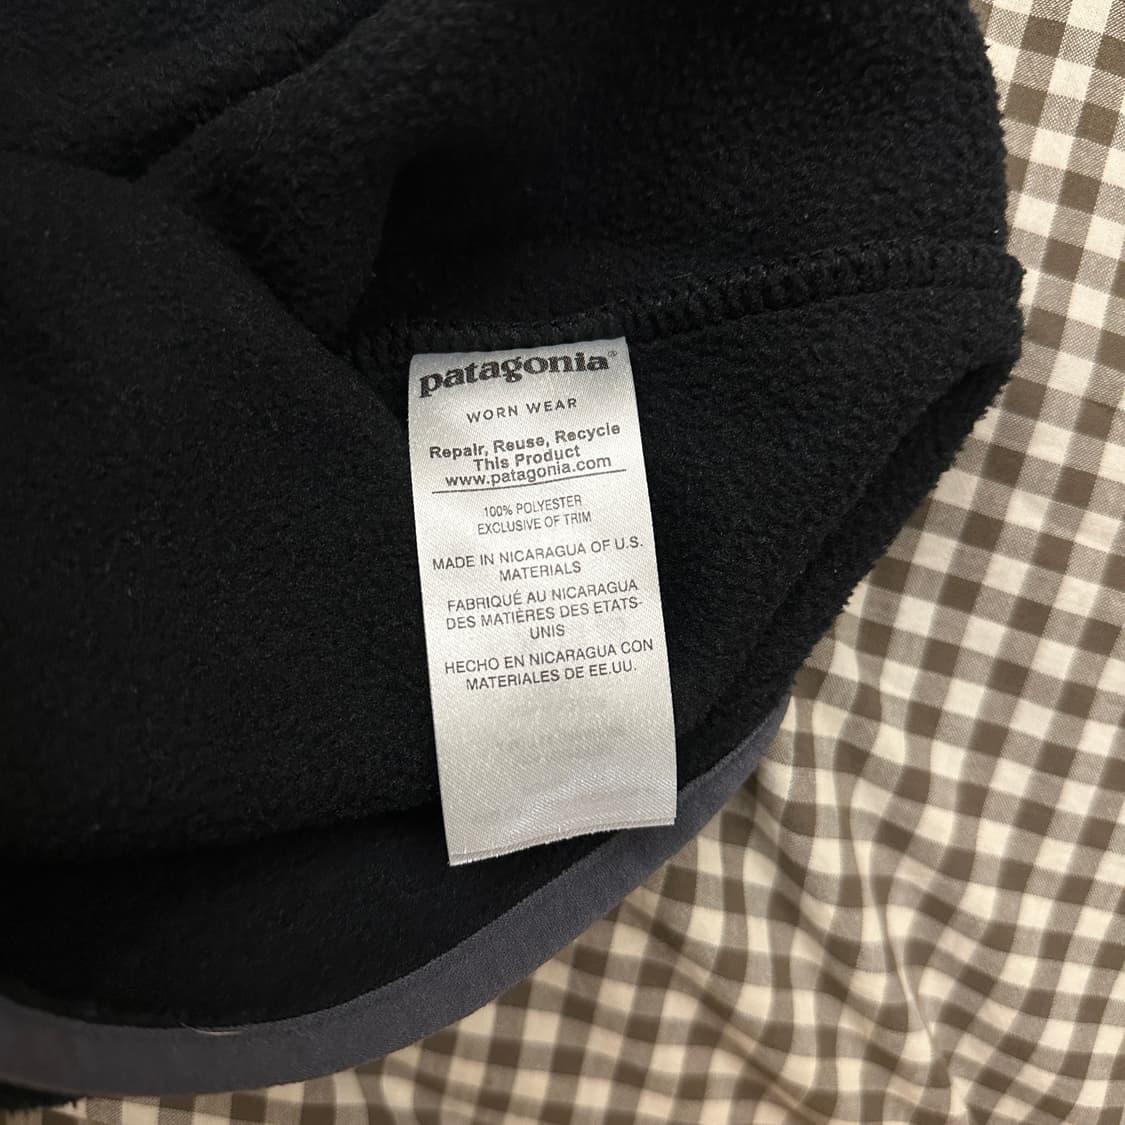 patagonia®
WORN WEAR
Repair, Reuse, Recycle
This Product
www.patagonia.com
100% POLYESTER
EXCLUSIVE OF TRIM
MADE IN NICARAGUA OF U.S.
MATERIALS
FABRIQUÉ AU NICARAGUA
DES MATIÈRES DES ETATS-
UNIS
HECHO EN NICARAGUA CON
MATERIALES DE EE.UU.